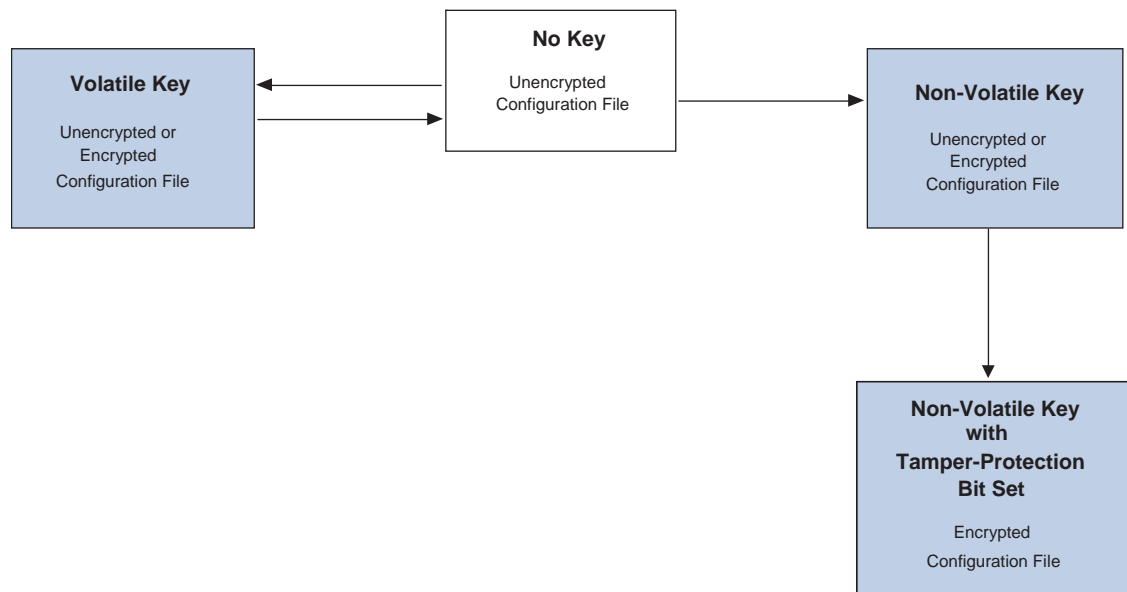 No Key
Unencrypted
Configuration File
Volatile Key
Unencrypted or
Encrypted
Configuration File
Non-Volatile Key
Unencrypted or
Encrypted
Configuration File
Non-Volatile Key
with
Tamper-Protection
Bit Set
Encrypted
Configuration File